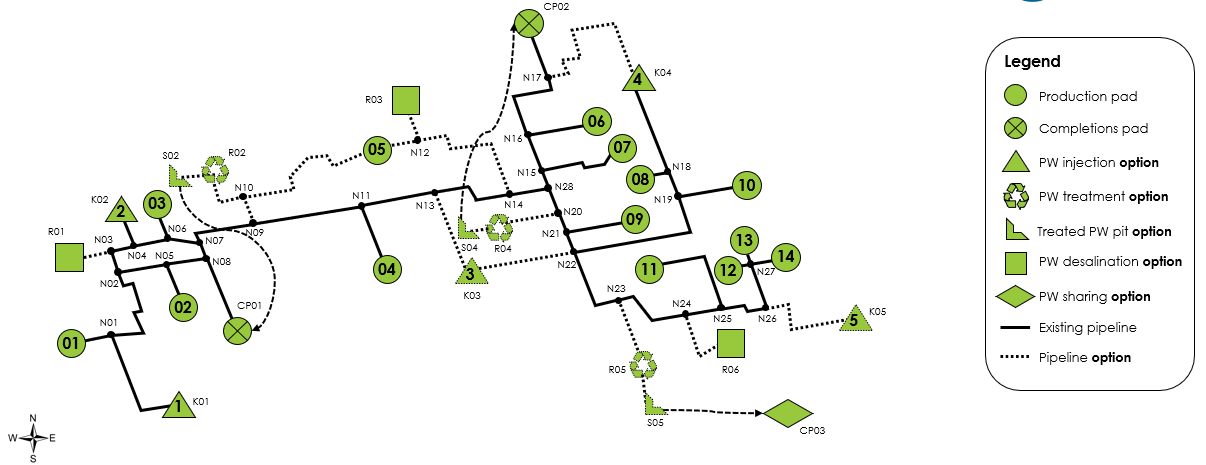 CP02
N17
4
K04
R03
05
N12
N16
06
07
N15
08
N18
10
N19
S02
R02
N10
N11
N13
N14
N28
N20
N21
09
N22
S04
R04
3
K03
K02
2
03
R01
N03
N04
N06
N05
N07
N08
N09
N02
02
CP01
04
01
N01
1
K01
11
12
13
14
N27
N23
N24
N25
N26
5
K05
R05
R06
S05
CP03
N
W E
S
Legend
Production pad
Completions pad
PW injection option
PW treatment option
Treated PW pit option
PW desalination option
PW sharing option
Existing pipeline
Pipeline option